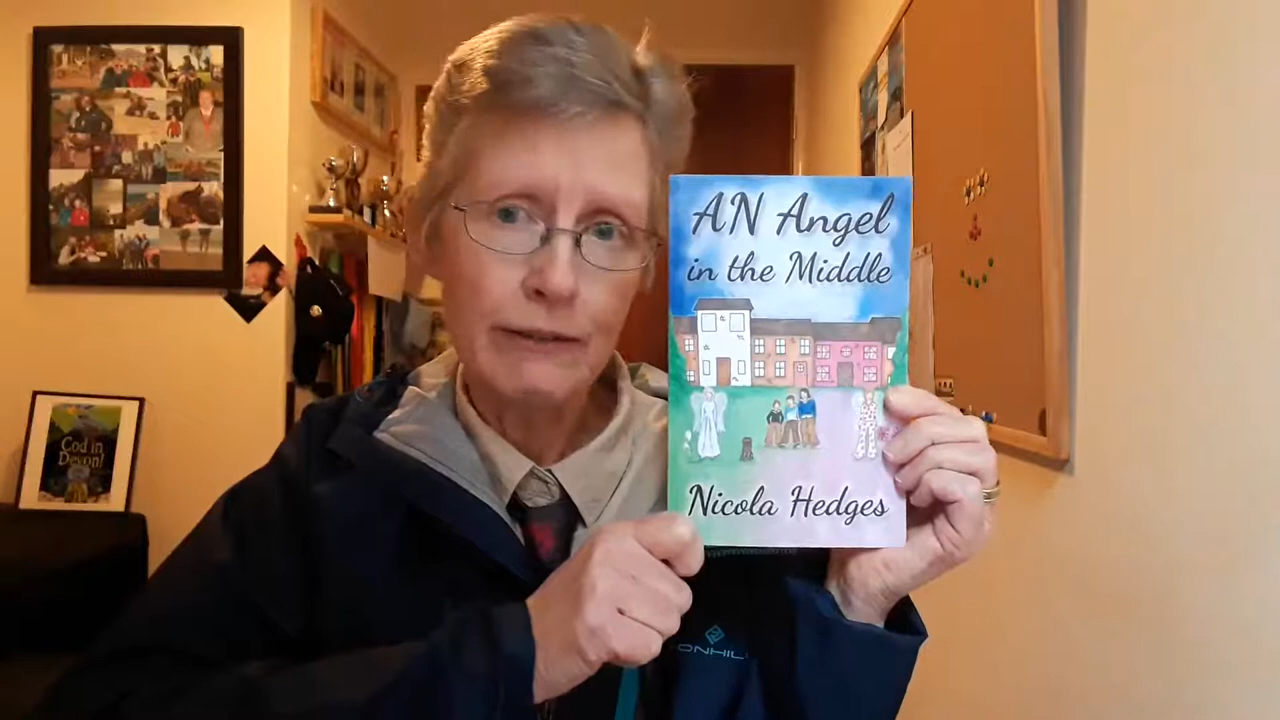 AN Angel
in the Middle
Nicola Hedges
Cod in
Devon!